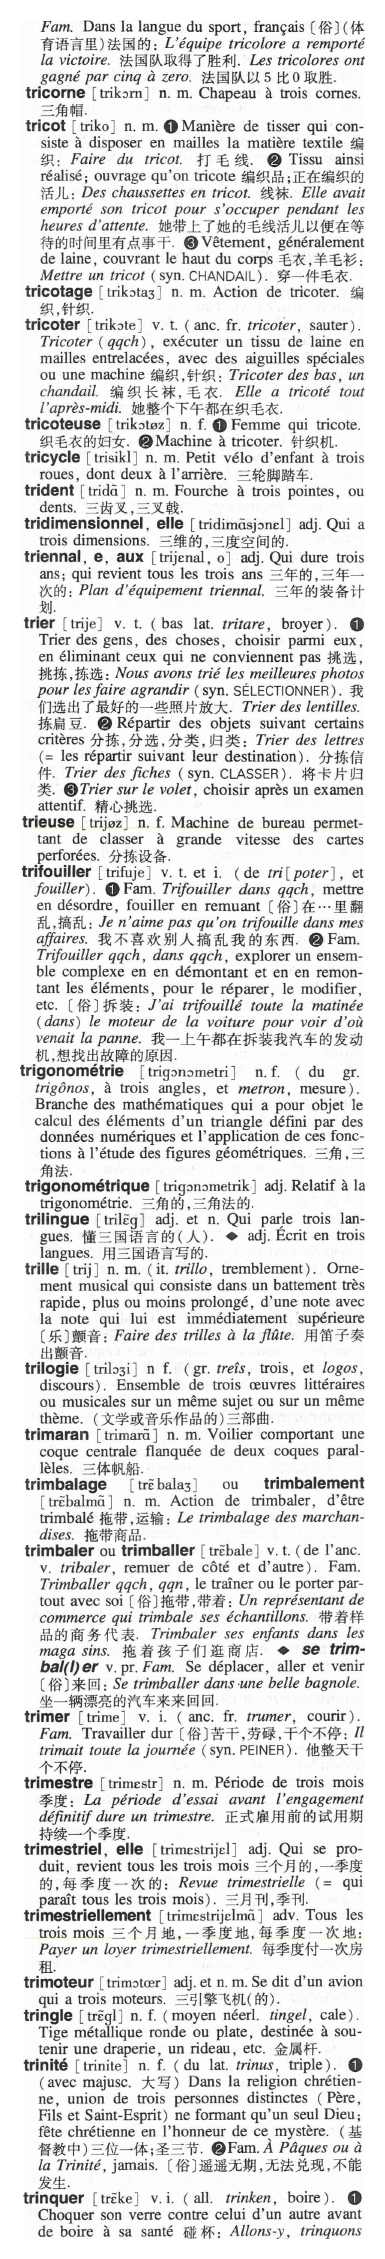 Fam. Dans la langue du sport, français〔俗〕(体
育语言里)法国的: L'équipe tricolore a remporté
la victoire. 法国队取得了胜利. Les tricolores ont
gagné par cinq à zero. 法国队以5比0取胜.
tricorne [trikɔrn] n. m. Chapeau à trois cornes.
三角帽.
tricot [triko] n. m. ❶ Manière de tisser qui con-
siste à disposer en mailles la matière textile 编
织: Faire du tricot. 打毛线. ❷ Tissu ainsi
réalisé; ouvrage qu'on tricote 编织品;正在编织的
活儿: Des chaussettes en tricot. 线袜. Elle avait
emporté son tricot pour s'occuper pendant les
heures d'attente. 她带上了她的毛线活儿以便在等
待的时间里有点事干. ❸ Vêtement, généralement
de laine, couvrant le haut du corps 毛衣,羊毛衫:
Mettre un tricot (syn. CHANDAIL). 穿一件毛衣.
tricotage [trikɔtaʒ] n. m. Action de tricoter. 编
织,针织.
tricoter [trikɔte] v. t. (anc. fr. tricoter, sauter).
Tricoter (qqch), exécuter un tissu de laine en
mailles entrelacées, avec des aiguilles spéciales
ou une machine 编织,针织: Tricoter des bas, un
chandail. 编织长袜,毛衣. Elle a tricoté tout
l'après-midi. 她整个下午都在织毛衣.
tricoteuse [trikɔtøz] n. f. ❶ Femme qui tricote.
织毛衣的妇女. ❷ Machine à tricoter. 针织机.
tricycle [trisikl] n. m. Petit vélo d'enfant à trois
roues, dont deux à l'arrière. 三轮脚踏车.
trident [tridɑ̃] n. m. Fourche à trois pointes, ou
dents. 三齿叉,三叉戟.
tridimensionnel, elle [tridimɑ̃sjɔnɛl] adj. Qui a
trois dimensions. 三维的,三度空间的.
triennal, e, aux [trijenal, o] adj. Qui dure trois
ans; qui revient tous les trois ans 三年的,三年一
次的: Plan d'équipement triennal. 三年的装备计
划.
trier [trije] v. t. (bas lat. tritare, broyer). ❶
Trier des gens, des choses, choisir parmi eux,
en éliminant ceux qui ne conviennent pas 挑选,
挑拣,拣选: Nous avons trié les meilleures photos
pour les faire agrandir (syn. SÉLECTIONNER). 我
们选出了最好的一些照片放大. Trier des lentilles.
拣扁豆. ❷ Répartir des objets suivant certains
critères 分拣,分选,分类,归类: Trier des lettres
(= les répartir suivant leur destination). 分拣信
件. Trier des fiches (syn. CLASSER). 将卡片归
类. ❸ Trier sur le volet, choisir après un examen
attentif. 精心挑选.
trieuse [trijøz] n. f. Machine de bureau permet-
tant de classer à grande vitesse des cartes
perforées. 分拣设备.
trifouiller [trifuje] v. t. et i. (de tri[poter], et
fouiller). ❶ Fam. Trifouiller dans qqch, mettre
en désordre, fouiller en remuant〔俗〕在…里翻
乱,搞乱: Je n'aime pas qu'on trifouille dans mes
affaires. 我不喜欢别人搞乱我的东西. ❷ Fam.
Trifouiller qqch, dans qqch, explorer un ensem-
ble complexe en en démontant et en en remon-
tant les éléments, pour le réparer, le modifier,
etc.〔俗〕拆装: J'ai trifouillé toute la matinée
(dans) le moteur de la voiture pour voir d'où
venait la panne. 我一上午都在拆装我汽车的发动
机,想找出故障的原因.
trigonométrie [trigɔnɔmetri] n. f. (du gr.
trigônos, à trois angles, et metron, mesure).
Branche des mathématiques qui a pour objet le
calcul des éléments d'un triangle défini par des
données numériques et l'application de ces fonc-
tions à l'étude des figures géométriques. 三角,三
角法.
trigonométrique [trigɔnɔmetrik] adj. Relatif à la
trigonométrie. 三角的,三角法的.
trilingue [trilɛ̃g] adj. et n. Qui parle trois lan-
gues. 懂三国语言的(人). ◆ adj. Écrit en trois
langues. 用三国语言写的.
trille [trij] n. m. (it. trillo, tremblement). Orne-
ment musical qui consiste dans un battement très
rapide, plus ou moins prolongé, d'une note avec
la note qui lui est immédiatement supérieure
〔乐〕颤音: Faire des trilles à la flûte. 用笛子奏
出颤音.
trilogie [trilɔʒi] n f. (gr. treîs, trois, et logos,
discours). Ensemble de trois œuvres littéraires
ou musicales sur un même sujet ou sur un même
thème. (文学或音乐作品的)三部曲.
trimaran [trimarɑ̃] n. m. Voilier comportant une
coque centrale flanquée de deux coques paral-
lèles. 三体帆船.
trimbalage [trɛ̃balaʒ] ou trimbalement
[trɛ̃balmɑ̃] n. m. Action de trimbaler, d'être
trimbalé 拖带,运输: Le trimbalage des marchan-
dises. 拖带商品.
trimbaler ou trimballer [trɛ̃bale] v. t. (de l'anc.
v. tribaler, remuer de côté et d'autre). Fam.
Trimballer qqch, qqn, le traîner ou le porter par-
tout avec soi〔俗〕拖带,带着: Un représentant de
commerce qui trimbale ses échantillons. 带着样
品的商务代表. Trimbaler ses enfants dans les
maga sins. 拖着孩子们逛商店. ◆ se trim-
bal(l)er v. pr. Fam. Se déplacer, aller et venir
〔俗〕来回: Se trimballer dans une belle bagnole.
坐一辆漂亮的汽车来来回回.
trimer [trime] v. i. (anc. fr. trumer, courir).
Fam. Travailler dur〔俗〕苦干,劳碌,干个不停: Il
trimait toute la journée (syn. PEINER). 他整天干
个不停.
trimestre [trimɛstr] n. m. Période de trois mois
季度: La période d'essai avant l'engagement
définitif dure un trimestre. 正式雇用前的试用期
持续一个季度.
trimestriel, elle [trimɛstrijɛl] adj. Qui se pro-
duit, revient tous les trois mois 三个月的,一季度
的,每季度一次的: Revue trimestrielle (= qui
paraît tous les trois mois). 三月刊,季刊.
trimestriellement [trimɛstrijɛlmɑ̃] adv. Tous les
trois mois 三个月地,一季度地,每季度一次地:
Payer un loyer trimestriellement. 每季度付一次房
租.
trimoteur [trimɔtœr] adj. et n. m. Se dit d'un avion
qui a trois moteurs. 三引擎飞机(的).
tringle [trɛ̃gl] n. f. (moyen néerl. tingel, cale).
Tige métallique ronde ou plate, destinée à sou-
tenir une draperie, un rideau, etc. 金属杆.
trinité [trinite] n. f. (du lat. trinus, triple). ❶
(avec majusc. 大写) Dans la religion chrétien-
ne, union de trois personnes distinctes (Père,
Fils et Saint-Esprit) ne formant qu'un seul Dieu;
fête chrétienne en l'honneur de ce mystère. (基
督教中)三位一体;圣三节. ❷ Fam. À Pâques ou à
la Trinité, jamais.〔俗〕遥遥无期,无法兑现,不能
发生.
trinquer [trɛ̃ke] v. i. (all. trinken, boire). ❶
Choquer son verre contre celui d'un autre avant
de boire à sa santé 碰杯: Allons-y, trinquons